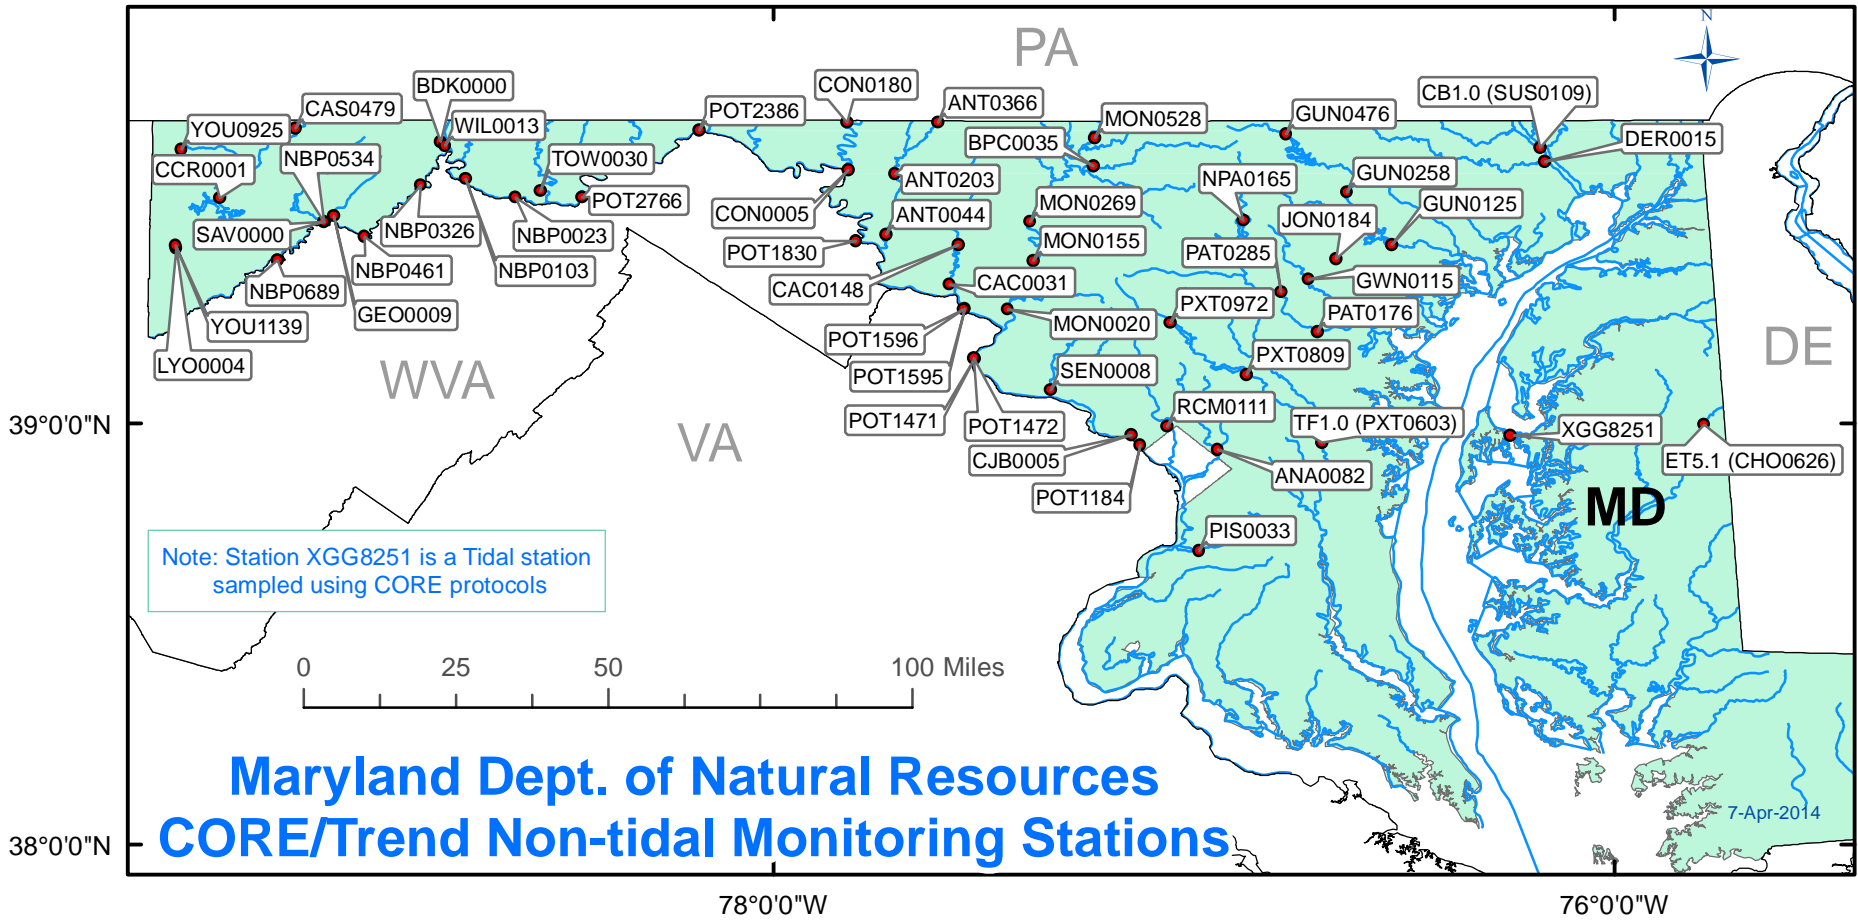 N
PA
CON0180
BDK0000
CAS0479
POT2386
ANT0366
CB1.0 (SUS0109)
MON0528
GUN0476
WIL0013
YOU0925
BPC0035
DER0015
NBP0534
TOW0030
CCR0001
ANT0203
NPA0165
GUN0258
POT2766
CON0005
MON0269
GUN0125
ANT0044
JON0184
SAV0000
NBP0326
NBP0023
MON0155
POT1830
PAT0285
NBP0461
NBP0103
NBP0689
CAC0148
CAC0031
GWN0115
YOU1139
GEO0009
PXT0972
PAT0176
MON0020
POT1596
DE
LYO0004
PXT0809
WVA
POT1595
SEN0008
RCM0111
POT1471
POT1472
TF1.0 (PXT0603)
XGG8251
39°0'0"N
VA
CJB0005
ANA0082
ET5.1 (CHO0626)
POT1184
MD
PIS0033
Note: Station XGG8251 is a Tidal station
sampled using CORE protocols
0 25 50 100 Miles
Maryland Dept. of Natural Resources
CORE/Trend Non-tidal Monitoring Stations
7-Apr-2014
38°0'0"N
78°0'0"W
76°0'0"W